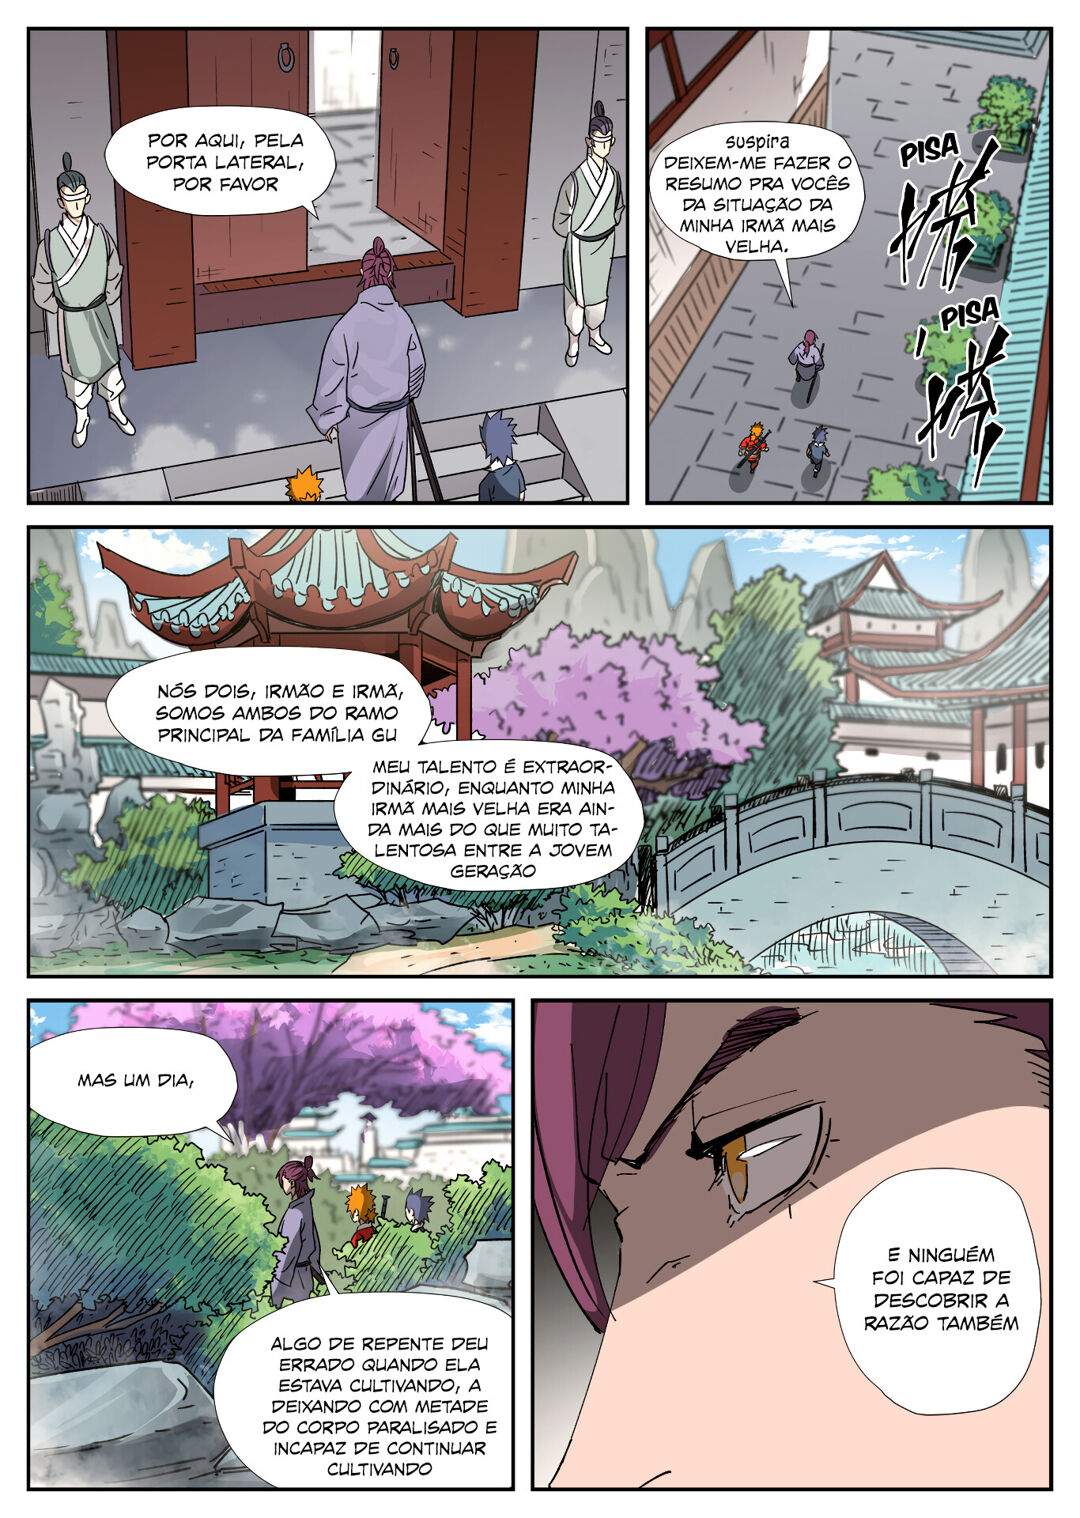 POR AQUI, PELA
PORTA LATERAL,
POR FAVOR
suspira
DEIXEM-ME FAZER O
RESUMO PRA VOCÊS
DA SITUAÇÃO DA
MINHA IRMÃ MAIS
VELHA.
PISA
PISA
NÓS DOIS, IRMÃO E IRMÃ,
SOMOS AMBOS DO RAMO
PRINCIPAL DA FAMÍLIA GU
MEU TALENTO É EXTRAOR-
DINÁRIO, ENQUANTO MINHA
IRMÃ MAIS VELHA ERA AIN-
DA MAIS DO QUE MUITO TA-
LENTOSA ENTRE A JOVEM
GERAÇÃO
MAS UM DIA,
ALGO DE REPENTE DEU
ERRADO QUANDO ELA
ESTAVA CULTIVANDO, A
DEIXANDO COM METADE
DO CORPO PARALISADO E
INCAPAZ DE CONTINUAR
CULTIVANDO
E NINGUÉM
FOI CAPAZ DE
DESCOBRIR A
RAZÃO TAMBÉM